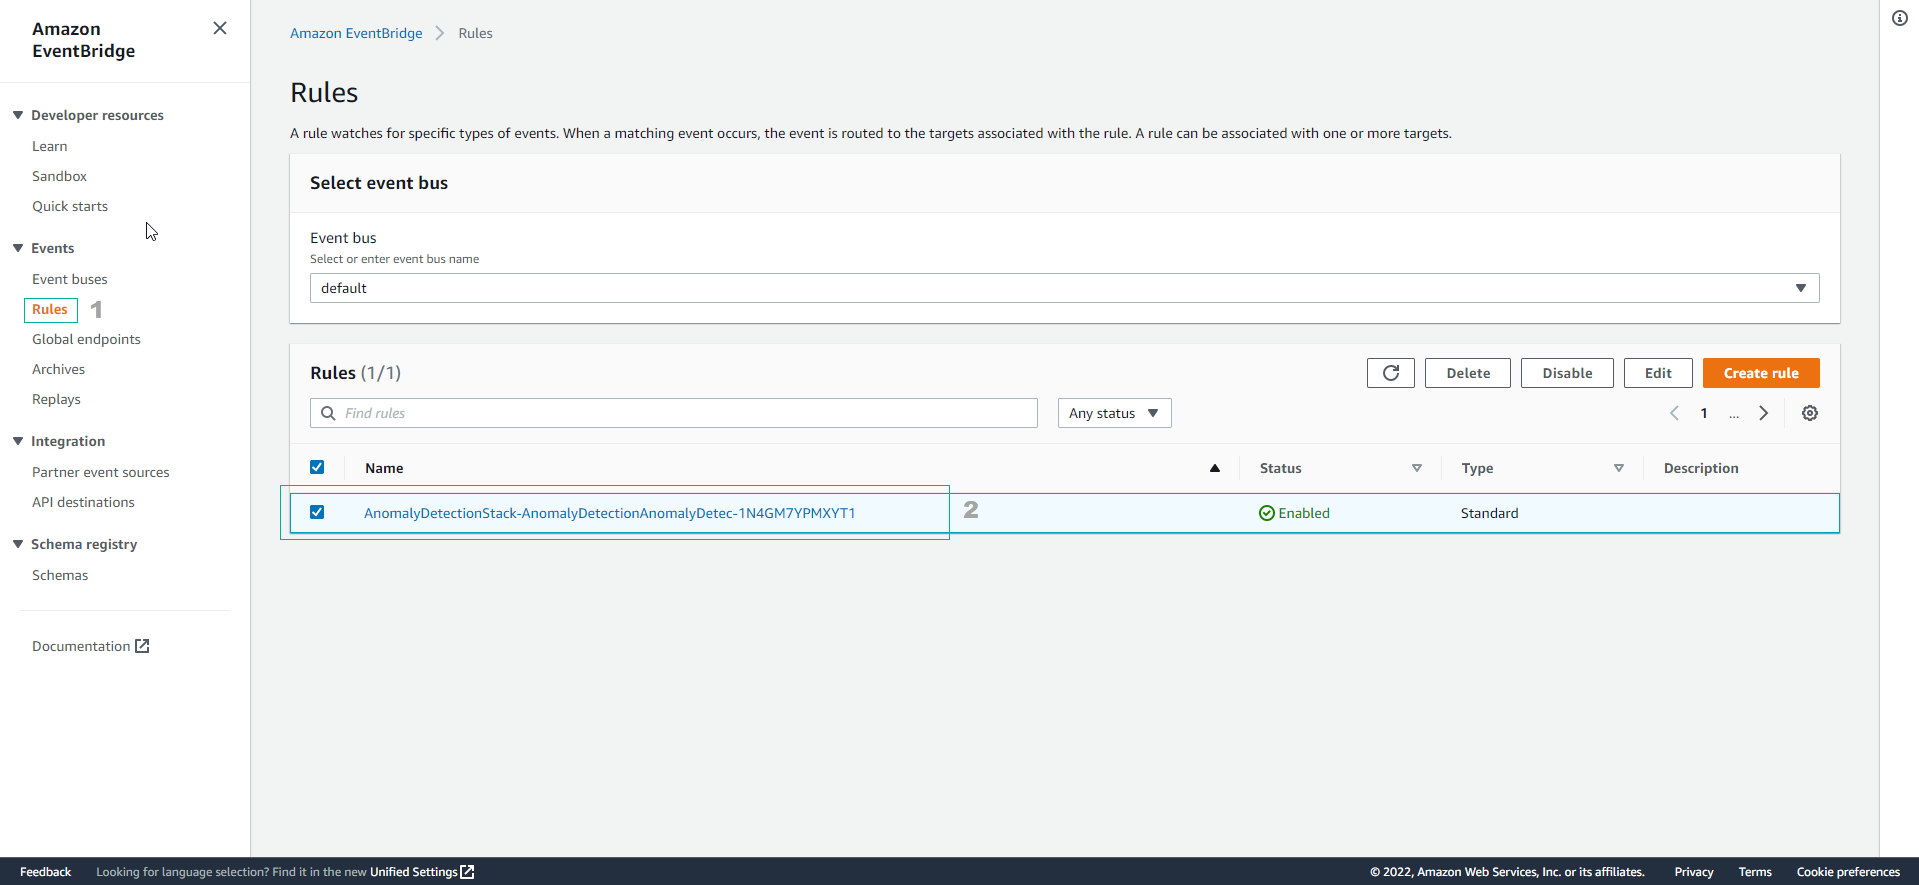 Amazon
EventBridge
Developer resources
Learn
Sandbox
Quick starts
Events
Event buses
Rules 1
Global endpoints
Archives
Replays
Integration
Partner event sources
API destinations
Schema registry
Schemas
Documentation
Amazon EventBridge Rules
Rules
A rule watches for specific types of events. When a matching event occurs, the event is routed to the targets associated with the rule. A rule can be associated with one or more targets.
Select event bus
Event bus
Select or enter event bus name
default
Rules (1/1) Delete Disable Edit Create rule
Find rules Any status 1 ...
Name Status Type Description
AnomalyDetectionStack-AnomalyDetectionAnomalyDetec-1N4GM7YPMXYT1 2 Enabled Standard
Feedback Looking for language selection? Find it in the new Unified Settings © 2022, Amazon Web Services, Inc. or its affiliates. Privacy Terms Cookie preferences